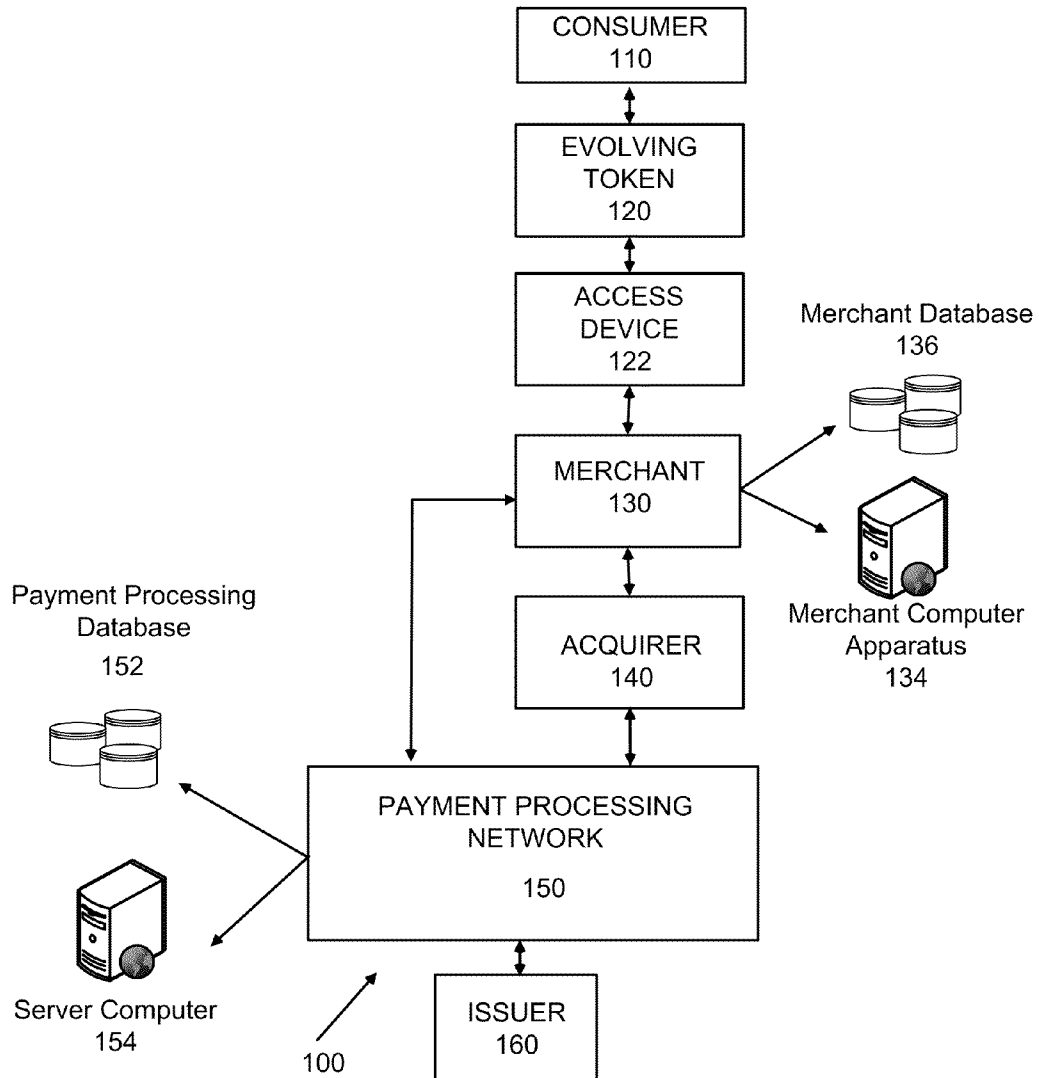 CONSUMER
110
EVOLVING
TOKEN
120
ACCESS
DEVICE
122
Merchant Database
136
MERCHANT
130
Merchant Computer
Apparatus
134
Payment Processing
Database
152
ACQUIRER
140
PAYMENT PROCESSING
NETWORK
150
Server Computer
154
100
ISSUER
160